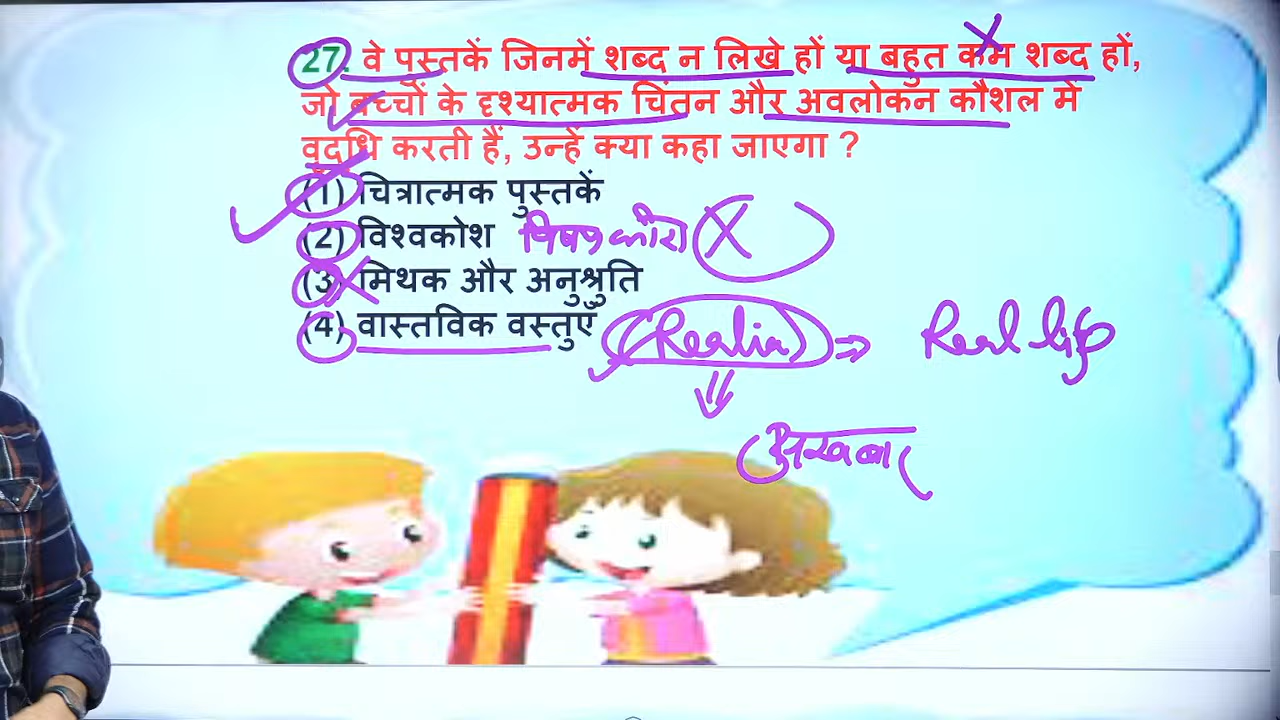 27. वे पुस्तकें जिनमें शब्द न लिखे हों या बहुत कम शब्द हों,
जो बच्चों के दृश्यात्मक चिंतन और अवलोकन कौशल में
वृद्धि करती हैं, उन्हें क्या कहा जाएगा ?
(1) चित्रात्मक पुस्तकें
(2) विश्वकोश
(3) मिथक और अनुश्रुति
(4) वास्तविक वस्तुएँ (Realia) ⇒ Real life
अखबार